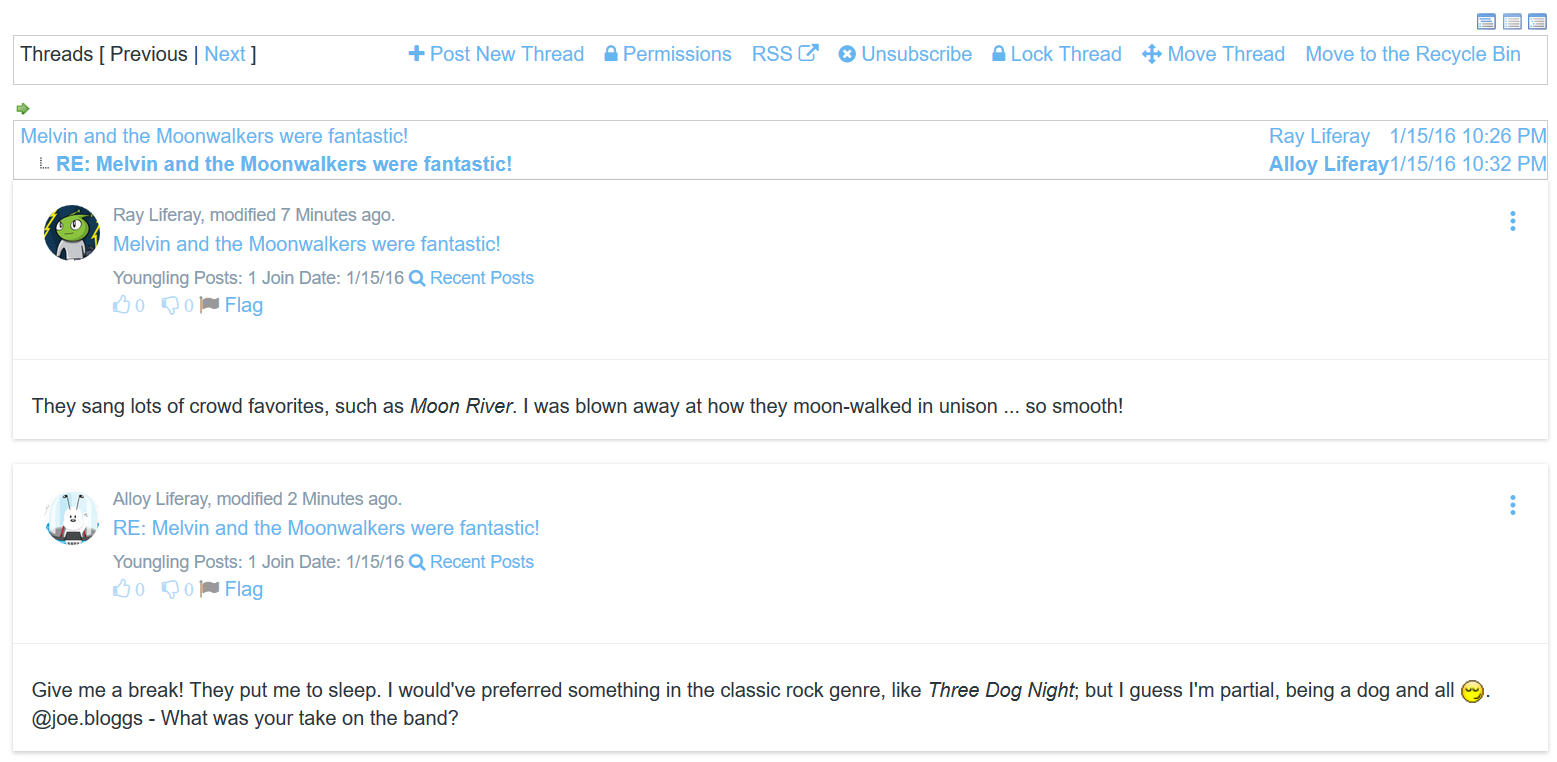 Threads [ Previous | Next ] Post New Thread Permissions RSS Unsubscribe Lock Thread Move Thread Move to the Recycle Bin
Melvin and the Moonwalkers were fantastic! Ray Liferay 1/15/16 10:26 PM
RE: Melvin and the Moonwalkers were fantastic! Alloy Liferay 1/15/16 10:32 PM
Ray Liferay, modified 7 Minutes ago.
Melvin and the Moonwalkers were fantastic!
Youngling Posts: 1 Join Date: 1/15/16 Recent Posts
0 0 Flag
They sang lots of crowd favorites, such as Moon River. I was blown away at how they moon-walked in unison ... so smooth!
Alloy Liferay, modified 2 Minutes ago.
RE: Melvin and the Moonwalkers were fantastic!
Youngling Posts: 1 Join Date: 1/15/16 Recent Posts
0 0 Flag
Give me a break! They put me to sleep. I would've preferred something in the classic rock genre, like Three Dog Night; but I guess I'm partial, being a dog and all .
@joe.bloggs - What was your take on the band?